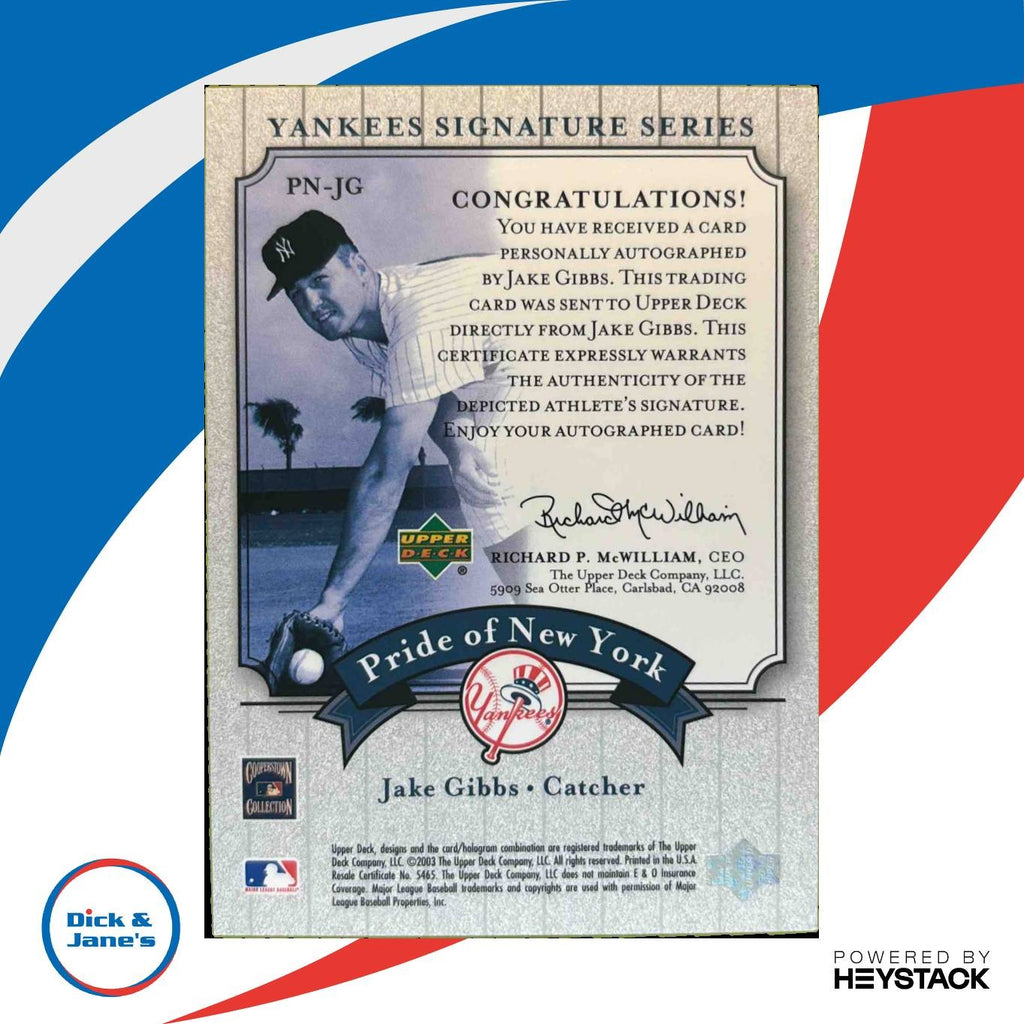 YANKEES SIGNATURE SERIES
PN-JG
NY
CONGRATULATIONS!
YOU HAVE RECEIVED A CARD
PERSONALLY AUTOGRAPHED
BY JAKE GIBBS. THIS TRADING
CARD WAS SENT TO UPPER DECK
DIRECTLY FROM JAKE GIBBS. THIS
CERTIFICATE EXPRESSLY WARRANTS
THE AUTHENTICITY OF THE
DEPICTED ATHLETE'S SIGNATURE.
ENJOY YOUR AUTOGRAPHED CARD!
Richard McWilliam
UPPER
D·E·C·K
®
RICHARD P. MCWILLIAM, CEO
The Upper Deck Company, LLC.
5909 Sea Otter Place, Carlsbad, CA 92008
Pride of New York
Yankees
Jake Gibbs • Catcher
COOPERSTOWN
COLLECTION
MAJOR LEAGUE BASEBALL
Upper Deck, designs and the card/hologram combination are registered trademarks of The Upper
Deck Company, LLC. ©2003 The Upper Deck Company, LLC. All rights reserved. Printed in the U.S.A.
Resale Certificate No. 5465. The Upper Deck Company, LLC does not maintain E & O Insurance
Coverage. Major League Baseball trademarks and copyrights are used with permission of Major
League Baseball Properties, Inc.
Dick &
Jane's
POWERED BY
HEYSTACK